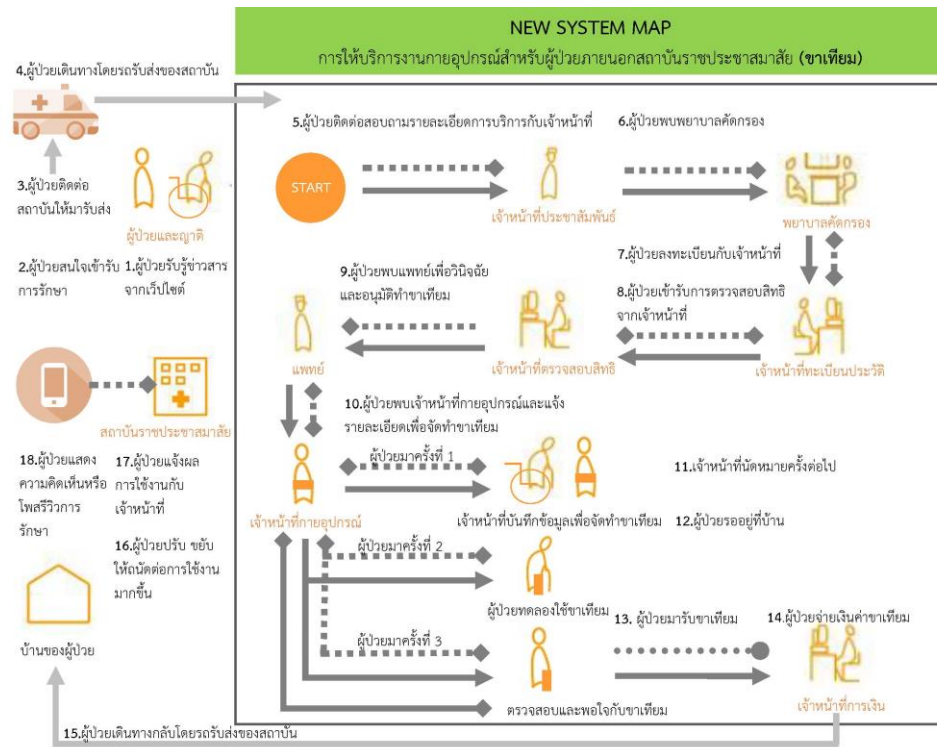 NEW SYSTEM MAP
การให้บริการงานกายอุปกรณ์สำหรับผู้ป่วยภายนอกสถาบันราชประชาสมาสัย (ขาเทียม)
4.ผู้ป่วยเดินทางโดยรถรับส่งของสถาบัน
3.ผู้ป่วยติดต่อ
สถาบันให้มารับส่ง
ผู้ป่วยและญาติ
2.ผู้ป่วยสนใจเข้ารับ
การรักษา
1.ผู้ป่วยรับรู้ข่าวสาร
จากเว็ปไซต์
สถาบันราชประชาสมาสัย
18.ผู้ป่วยแสดง
ความคิดเห็นหรือ
โพสรีวิวการ
รักษา
17.ผู้ป่วยแจ้งผล
การใช้งานกับ
เจ้าหน้าที่
16.ผู้ป่วยปรับ ขยับ
ให้ถนัดต่อการใช้งาน
มากขึ้น
บ้านของผู้ป่วย
5.ผู้ป่วยติดต่อสอบถามรายละเอียดการบริการกับเจ้าหน้าที่
START
เจ้าหน้าที่ประชาสัมพันธ์
6.ผู้ป่วยพบพยาบาลคัดกรอง
พยาบาลคัดกรอง
7.ผู้ป่วยลงทะเบียนกับเจ้าหน้าที่
8.ผู้ป่วยเข้ารับการตรวจสอบสิทธิ
จากเจ้าหน้าที่
เจ้าหน้าที่ทะเบียนประวัติ
9.ผู้ป่วยพบแพทย์เพื่อวินิจฉัย
และอนุมัติทำขาเทียม
เจ้าหน้าที่ตรวจสอบสิทธิ
แพทย์
10.ผู้ป่วยพบเจ้าหน้าที่กายอุปกรณ์และแจ้ง
รายละเอียดเพื่อจัดทำขาเทียม
ผู้ป่วยมาครั้งที่ 1
เจ้าหน้าที่กายอุปกรณ์
เจ้าหน้าที่บันทึกข้อมูลเพื่อจัดทำขาเทียม
11.เจ้าหน้าที่นัดหมายครั้งต่อไป
12.ผู้ป่วยรออยู่ที่บ้าน
ผู้ป่วยมาครั้งที่ 2
ผู้ป่วยทดลองใช้ขาเทียม
ผู้ป่วยมาครั้งที่ 3
13. ผู้ป่วยมารับขาเทียม
14.ผู้ป่วยจ่ายเงินค่าขาเทียม
ตรวจสอบและพอใจกับขาเทียม
เจ้าหน้าที่การเงิน
15.ผู้ป่วยเดินทางกลับโดยรถรับส่งของสถาบัน